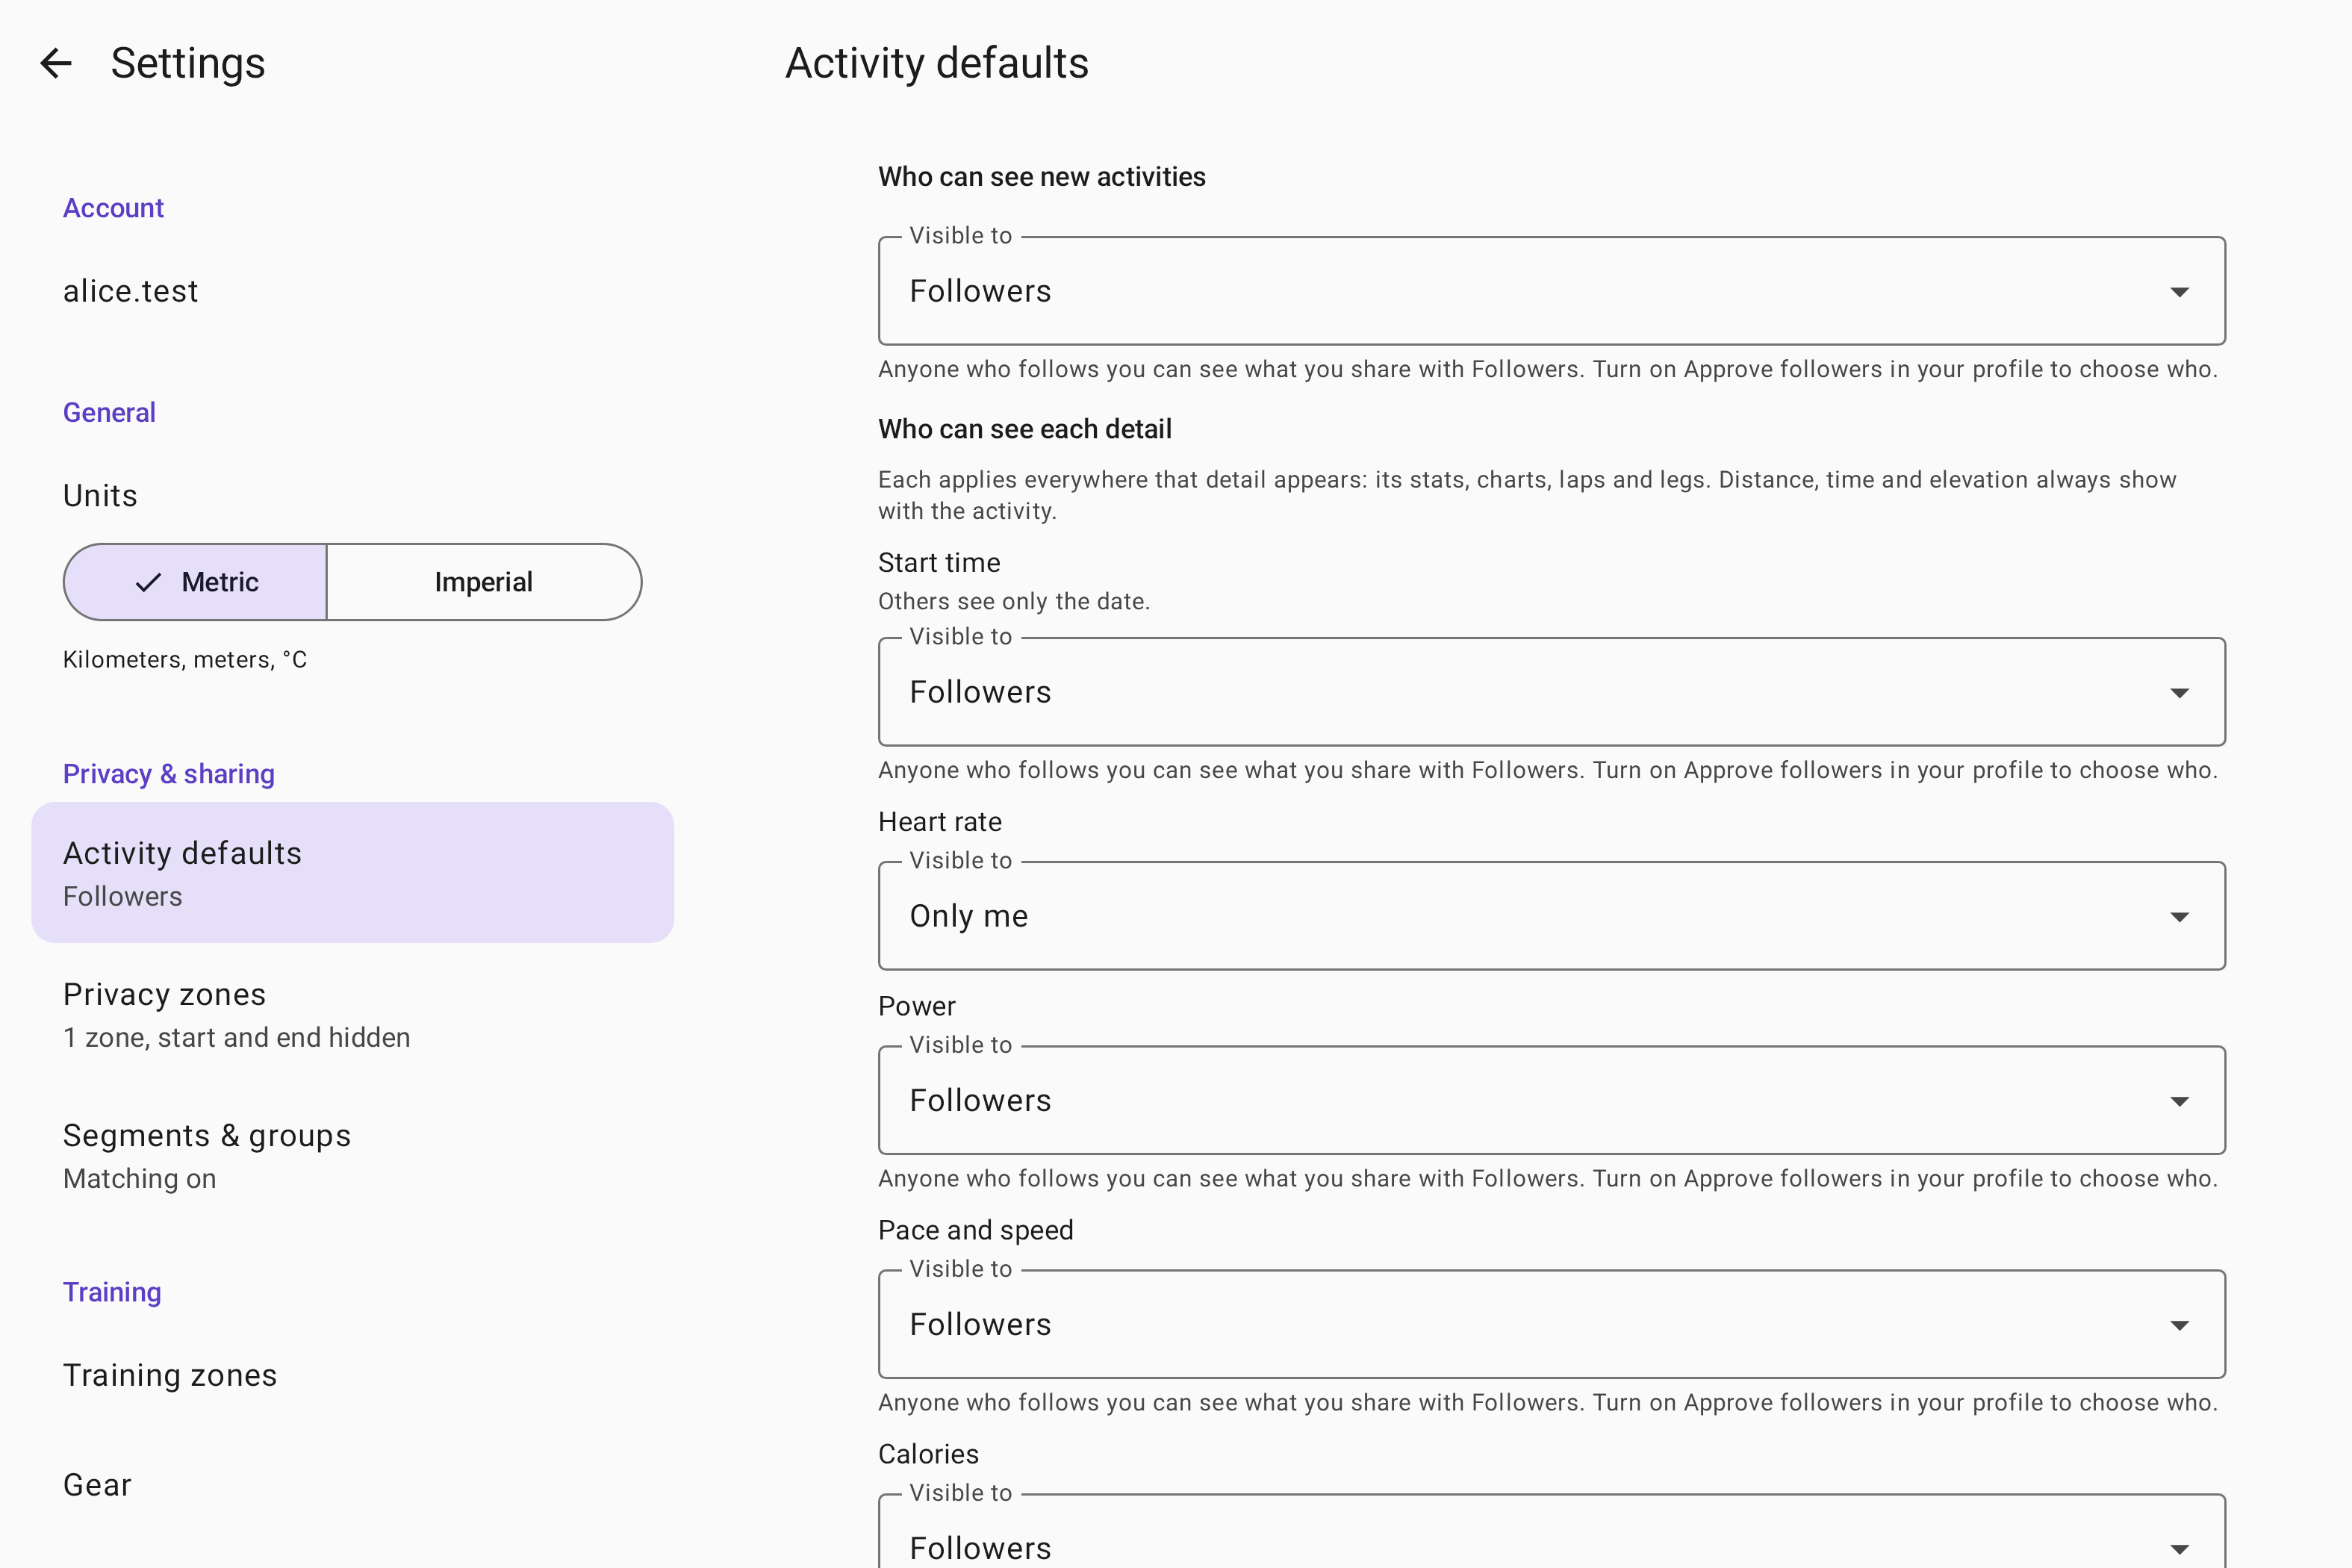 Settings
Account
alice.test
General
Units
Metric
Imperial
Kilometers, meters, °C
Privacy & sharing
Activity defaults
Followers
Privacy zones
1 zone, start and end hidden
Segments & groups
Matching on
Training
Training zones
Gear
Activity defaults
Who can see new activities
Visible to
Followers
Anyone who follows you can see what you share with Followers. Turn on Approve followers in your profile to choose who.
Who can see each detail
Each applies everywhere that detail appears: its stats, charts, laps and legs. Distance, time and elevation always show
with the activity.
Start time
Others see only the date.
Visible to
Followers
Anyone who follows you can see what you share with Followers. Turn on Approve followers in your profile to choose who.
Heart rate
Visible to
Only me
Power
Visible to
Followers
Anyone who follows you can see what you share with Followers. Turn on Approve followers in your profile to choose who.
Pace and speed
Visible to
Followers
Anyone who follows you can see what you share with Followers. Turn on Approve followers in your profile to choose who.
Calories
Visible to
Followers